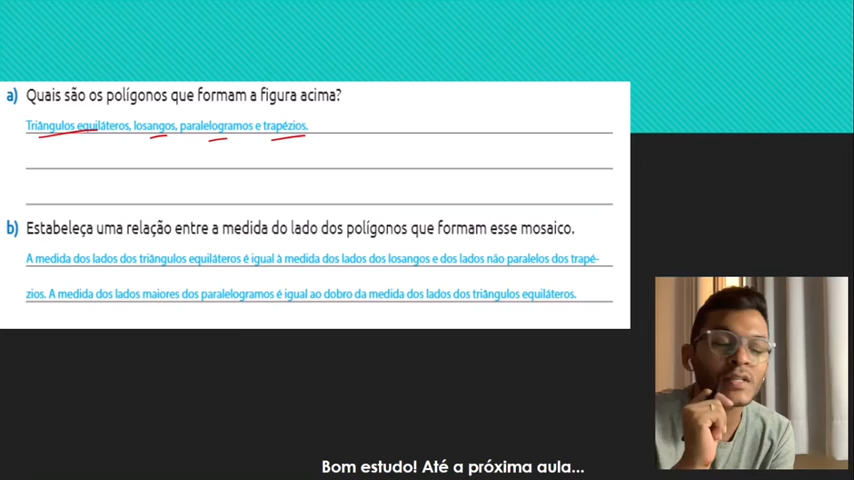 a) Quais são os polígonos que formam a figura acima?
Triângulos equiláteros, losangos, paralelogramos e trapézios.
b) Estabeleça uma relação entre a medida do lado dos polígonos que formam esse mosaico.
A medida dos lados dos triângulos equiláteros é igual à medida dos lados dos losangos e dos lados não paralelos dos trapé-
zios. A medida dos lados maiores dos paralelogramos é igual ao dobro da medida dos lados dos triângulos equiláteros.
Bom estudo! Até a próxima aula...